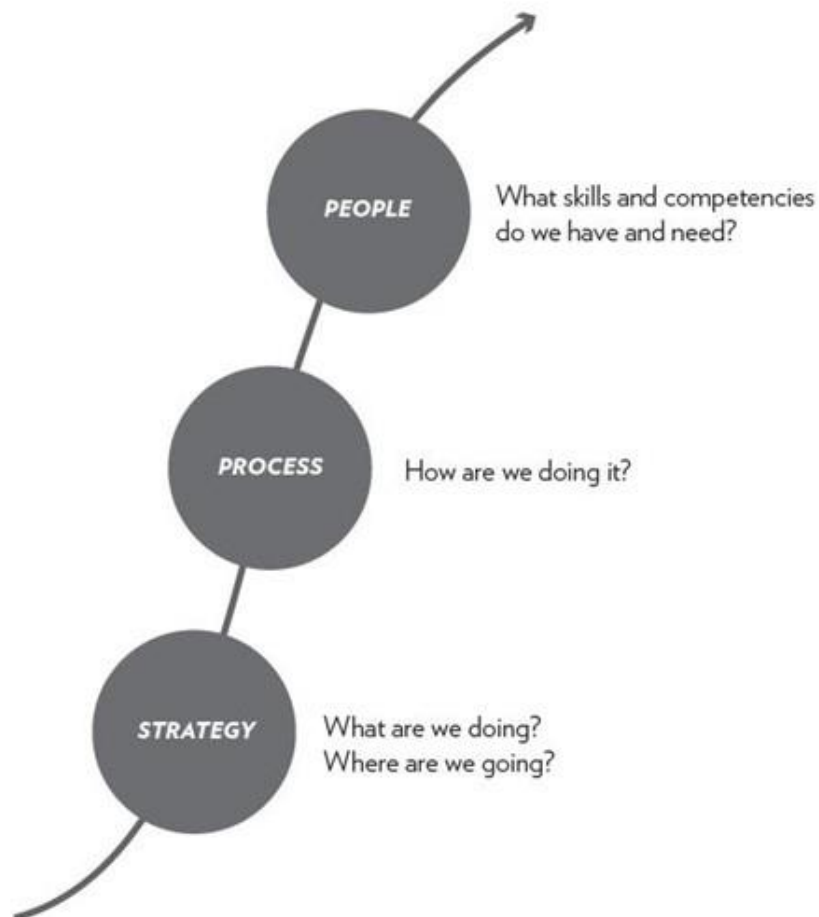 PEOPLE
What skills and competencies
do we have and need?
PROCESS
How are we doing it?
STRATEGY
What are we doing?
Where are we going?